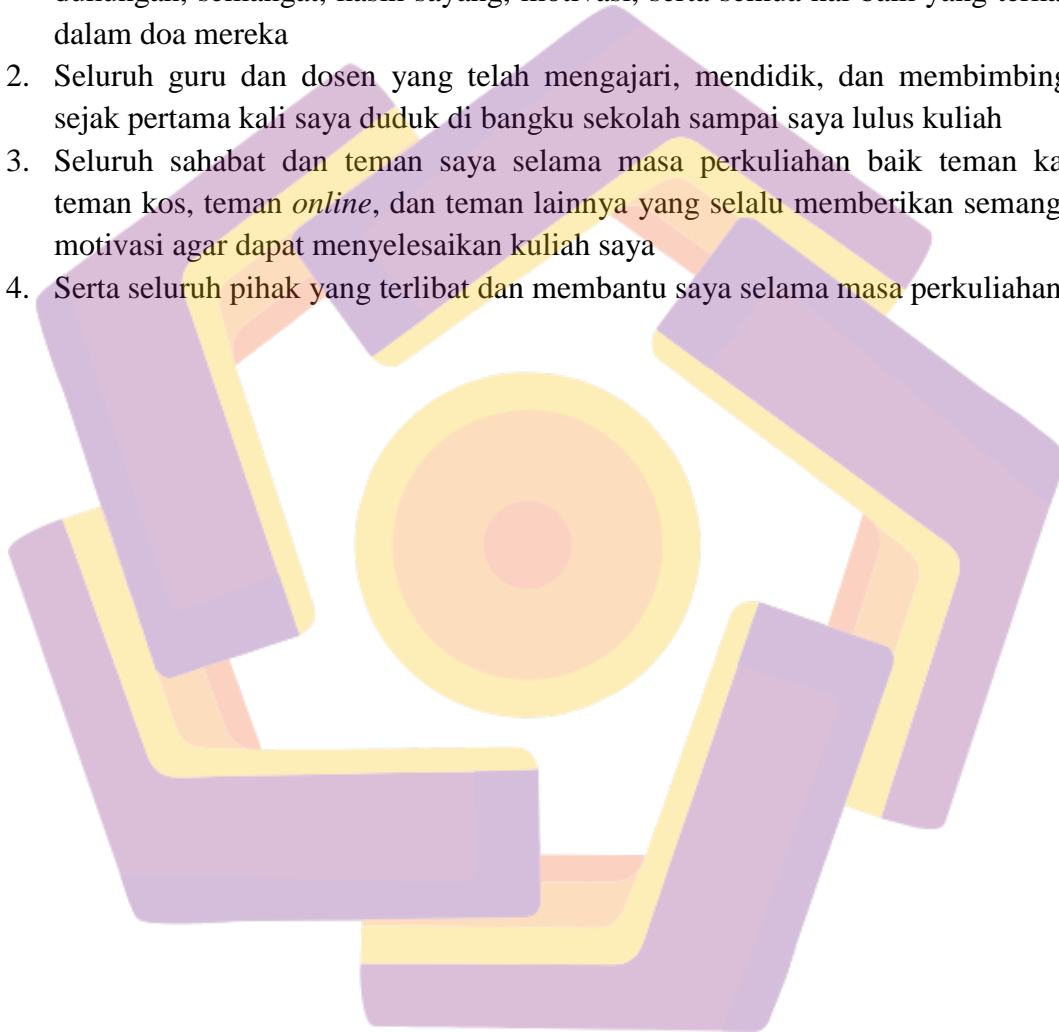 dukungan, semangat, kasih sayang, motivasi, serta semua hal baik yang
dalam doa mereka
2. Seluruh guru dan dosen yang telah mengajari, mendidik, dan membimbing
sejak pertama kali saya duduk di bangku sekolah sampai saya lulus kuliah
3. Seluruh sahabat dan teman saya selama masa perkuliahan baik teman
teman kos, teman online, dan teman lainnya yang selalu memberikan
motivasi agar dapat menyelesaikan kuliah saya
4. Serta seluruh pihak yang terlibat dan membantu saya selama masa perkuliahan